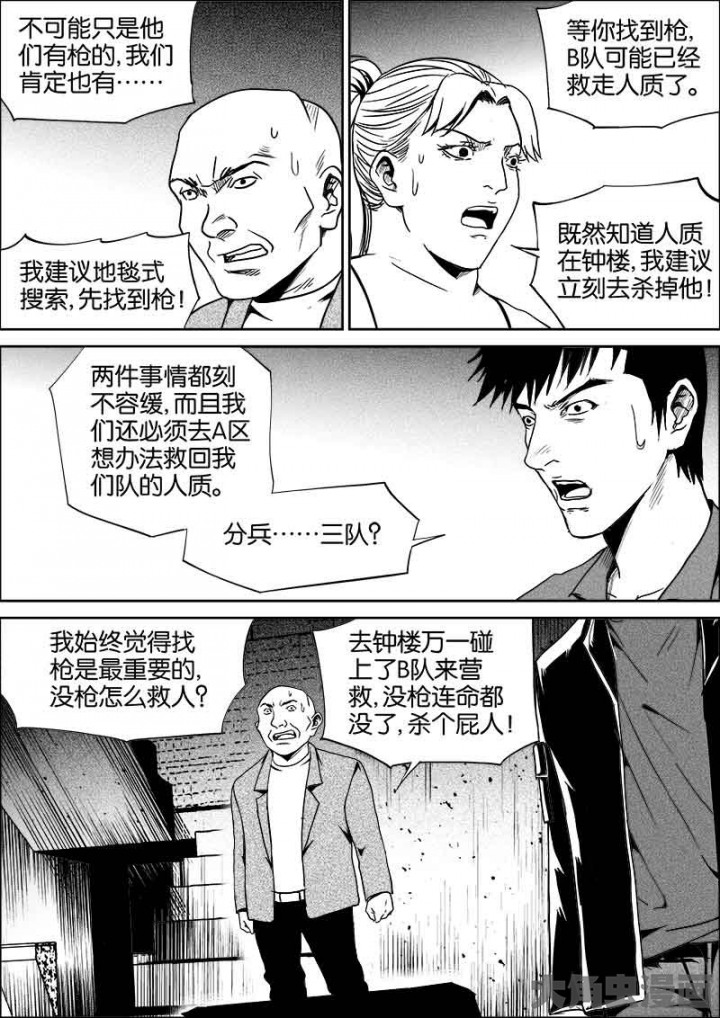 不可能只是他
们有枪的,我们
肯定也有……
我建议地毯式
搜索,先找到枪!
等你找到枪,
B队可能已经
救走人质了。
既然知道人质
在钟楼,我建议
立刻去杀掉他!
两件事情都刻
不容缓,而且我
们还必须去A区
想办法救回我
们队的人质。
分兵……三队?
我始终觉得找
枪是最重要的,
没枪怎么救人?
去钟楼万一碰
上了B队来营
救,没枪连命都
没了,杀个屁人!
大角虫漫画